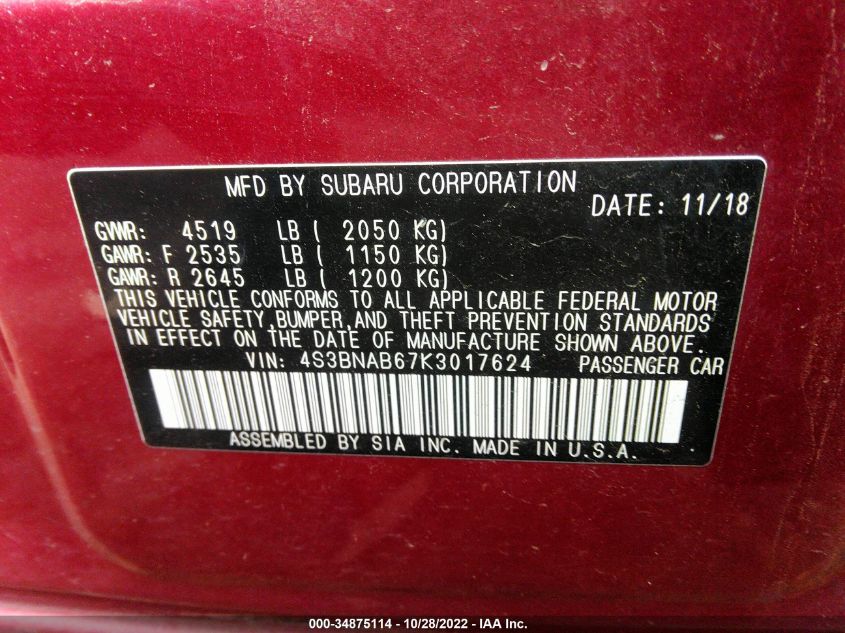 MFD BY SUBARU CORPORATION
DATE: 11/18
GVWR: 4519 LB ( 2050 KG)
GAWR: F 2535 LB ( 1150 KG)
GAWR: R 2645 LB ( 1200 KG)
THIS VEHICLE CONFORMS TO ALL APPLICABLE FEDERAL MOTOR
VEHICLE SAFETY,BUMPER,AND THEFT PREVENTION STANDARDS
IN EFFECT ON THE DATE OF MANUFACTURE SHOWN ABOVE.
VIN: 4S3BNAB67K3017624 PASSENGER CAR
ASSEMBLED BY SIA INC. MADE IN U.S.A.
000-34875114 - 10/28/2022 - IAA Inc.